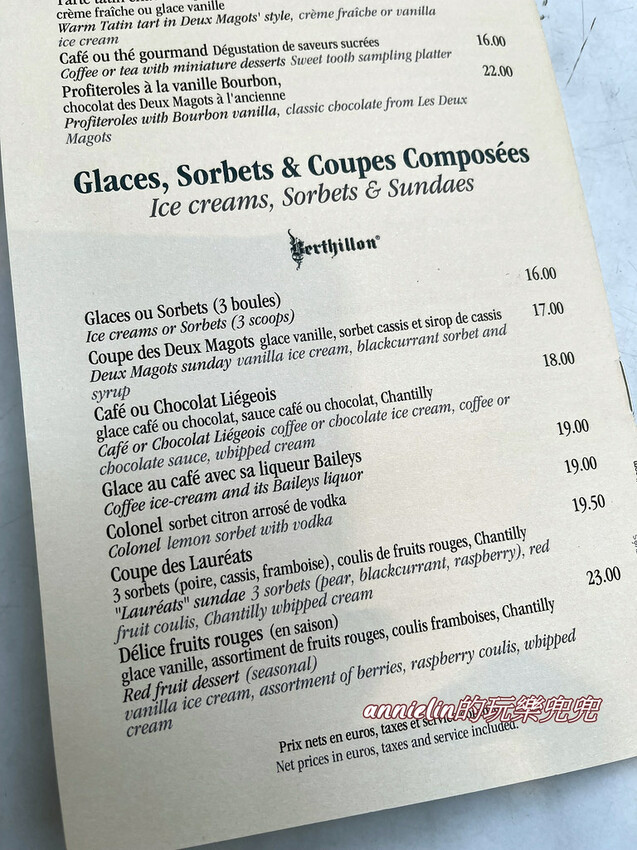 crème fraîche ou glace vanille
Warm Tatin tart in Deux Magots' style, crème fraîche or vanilla
ice cream
Café ou thé gourmand Dégustation de saveurs sucrées 16.00
Coffee or tea with miniature desserts Sweet tooth sampling platter
Profiteroles à la vanille Bourbon, 22.00
chocolat des Deux Magots à l'ancienne
Profiteroles with Bourbon vanilla, classic chocolate from Les Deux
Magots
Glaces, Sorbets & Coupes Composées
Ice creams, Sorbets & Sundaes
Berthillon®
Glaces ou Sorbets (3 boules) 16.00
Ice creams or Sorbets (3 scoops)
Coupe des Deux Magots glace vanille, sorbet cassis et sirop de cassis 17.00
Deux Magots sunday vanilla ice cream, blackcurrant sorbet and
syrup
Café ou Chocolat Liégeois 18.00
glace café ou chocolat, sauce café ou chocolat, Chantilly
Café or Chocolat Liégeois coffee or chocolate ice cream, coffee or
chocolate sauce, whipped cream
Glace au café avec sa liqueur Baileys 19.00
Coffee ice-cream and its Baileys liquor
Colonel sorbet citron arrosé de vodka 19.00
Colonel lemon sorbet with vodka
Coupe des Lauréats 19.50
3 sorbets (poire, cassis, framboise), coulis de fruits rouges, Chantilly
"Lauréats" sundae 3 sorbets (pear, blackcurrant, raspberry), red
fruit coulis, Chantilly whipped cream
Délice fruits rouges (en saison) 23.00
glace vanille, assortiment de fruits rouges, coulis framboises, Chantilly
Red fruit dessert (seasonal)
vanilla ice cream, assortment of berries, raspberry coulis, whipped
cream
annielin的玩樂兜兜
Prix nets en euros, taxes et
Net prices in euros, taxes and service included.